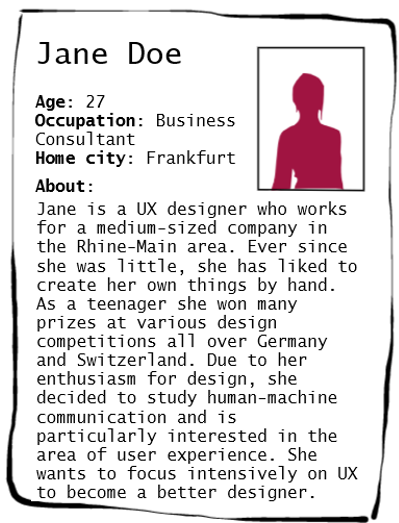 Jane Doe
Age: 27
Occupation: Business
Consultant
Home city: Frankfurt
About:
Jane is a UX designer who works
for a medium-sized company in
the Rhine-Main area. Ever since
she was little, she has liked to
create her own things by hand.
As a teenager she won many
prizes at various design
competitions all over Germany
and Switzerland. Due to her
enthusiasm for design, she
decided to study human-machine
communication and is
particularly interested in the
area of user experience. She
wants to focus intensively on UX
to become a better designer.